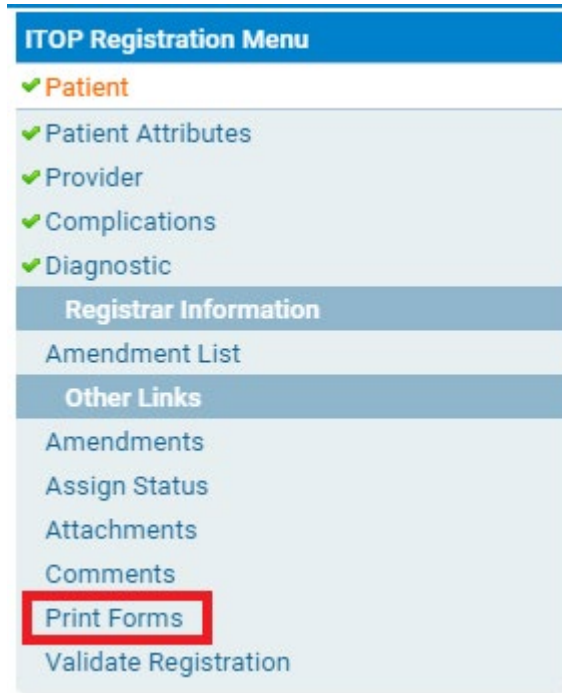 ITOP Registration Menu
Patient
Patient Attributes
Provider
Complications
Diagnostic
Registrar Information
Amendment List
Other Links
Amendments
Assign Status
Attachments
Comments
Print Forms
Validate Registration